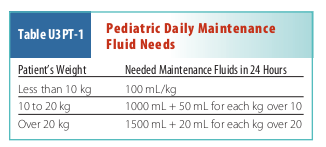 Table U3PT-1
Pediatric Daily Maintenance
Fluid Needs
Patient's Weight Needed Maintenance Fluids in 24 Hours
Less than 10 kg 100 mL/kg
10 to 20 kg 1000 mL + 50 mL for each kg over 10
Over 20 kg 1500 mL + 20 mL for each kg over 20